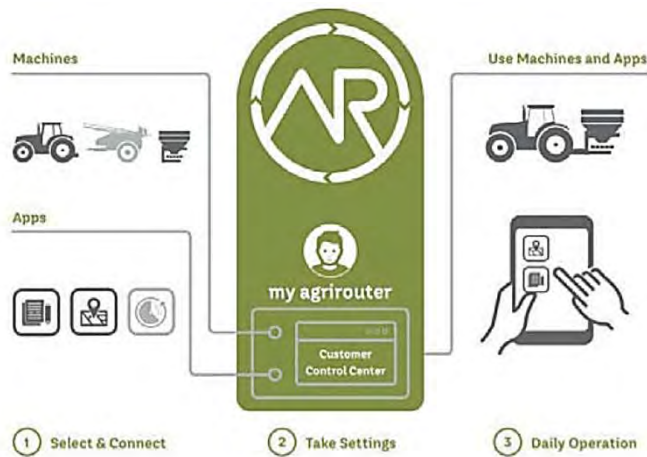 Machines
Use Machines and Apps
AR
Apps
my agrirouter
Customer
Control Center
1 Select & Connect
2 Take Settings
3 Daily Operation